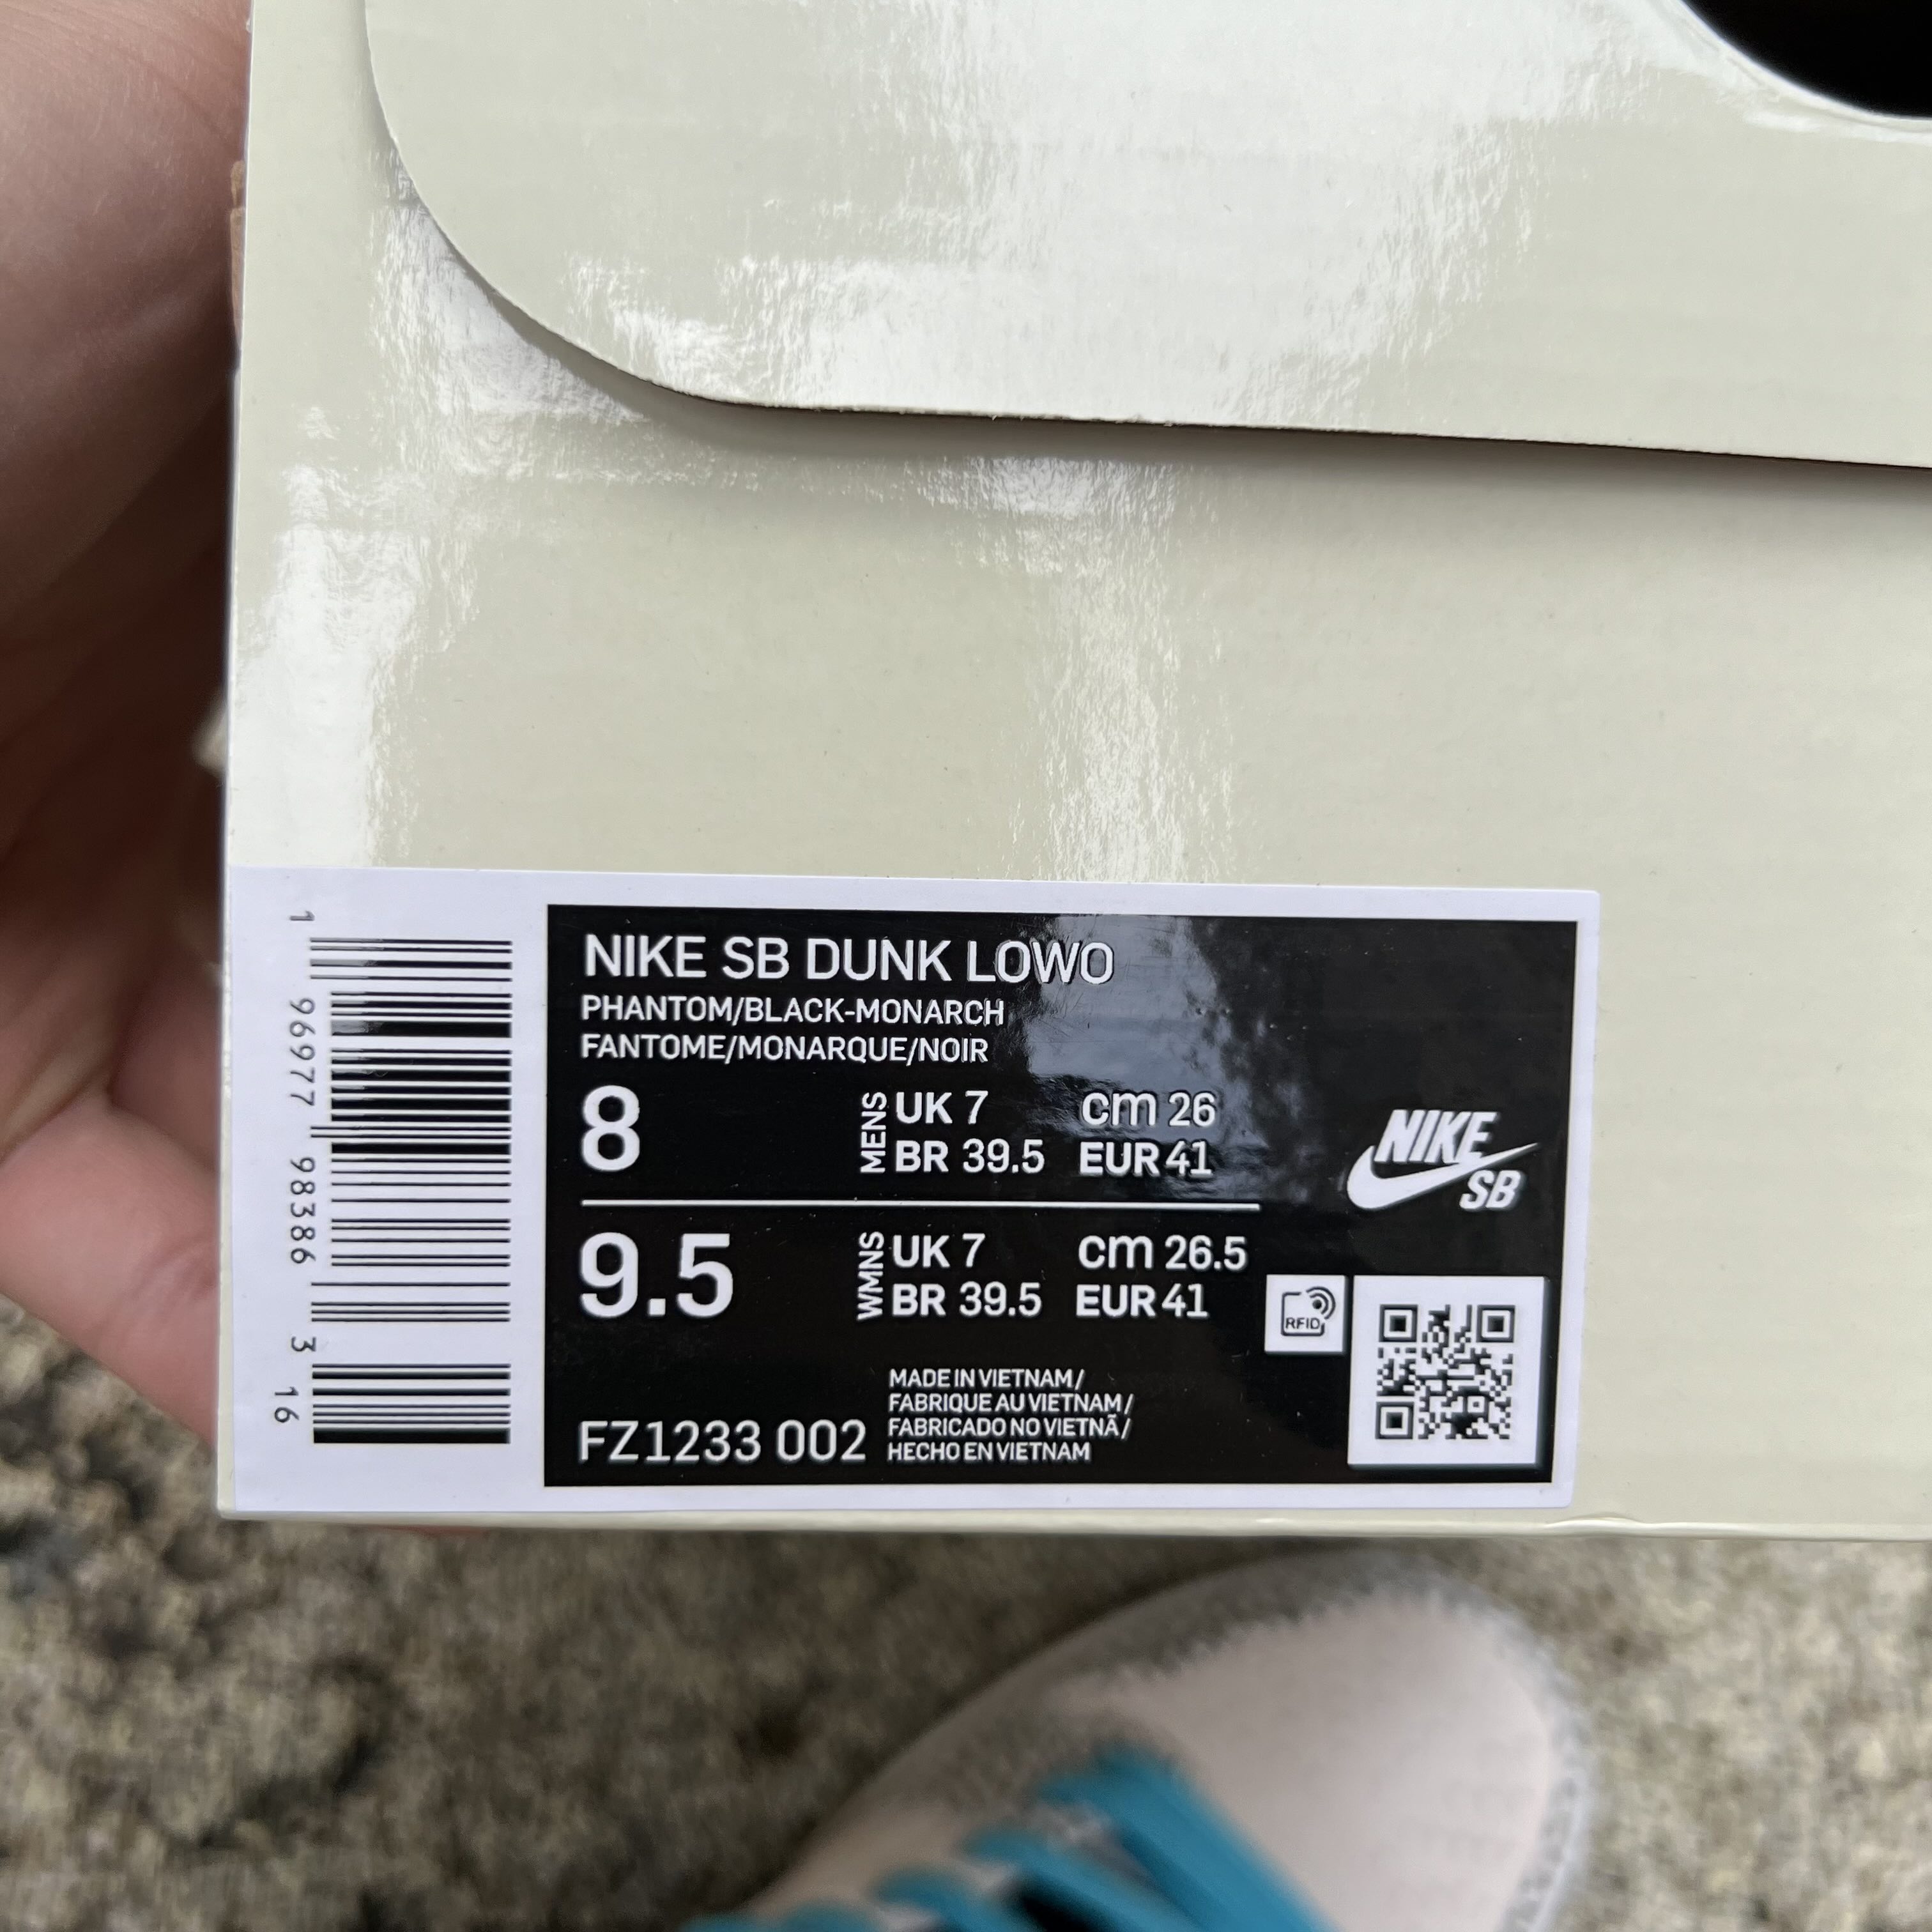 NIKE SB DUNK LOWO
PHANTOM/BLACK-MONARCH
FANTOME/MONARQUE/NOIR
8 MENS UK 7 cm 26
BR 39.5 EUR 41
9.5 WMNS UK 7 cm 26.5
BR 39.5 EUR 41
NIKE
SB
RFID
MADE IN VIETNAM/
FABRIQUE AU VIETNAM/
FABRICADO NO VIETNÃ/
HECHO EN VIETNAM
FZ1233 002
1 96977 98386 3 16